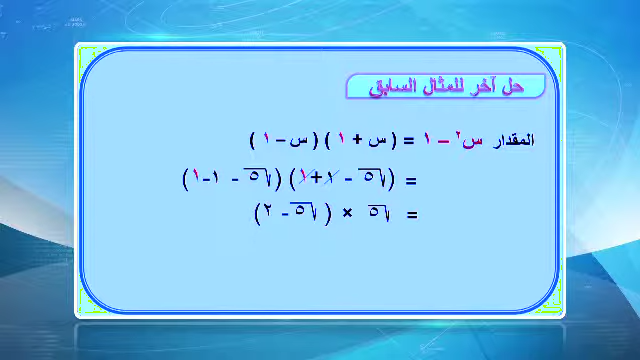 حل آخر للمثال السابق
المقدار س٢ – ١ = ( س + ١ ) ( س – ١ )
= (√٥ - ١ + ١) (√٥ - ١ - ١)
= √٥ × (√٥ - ٢)